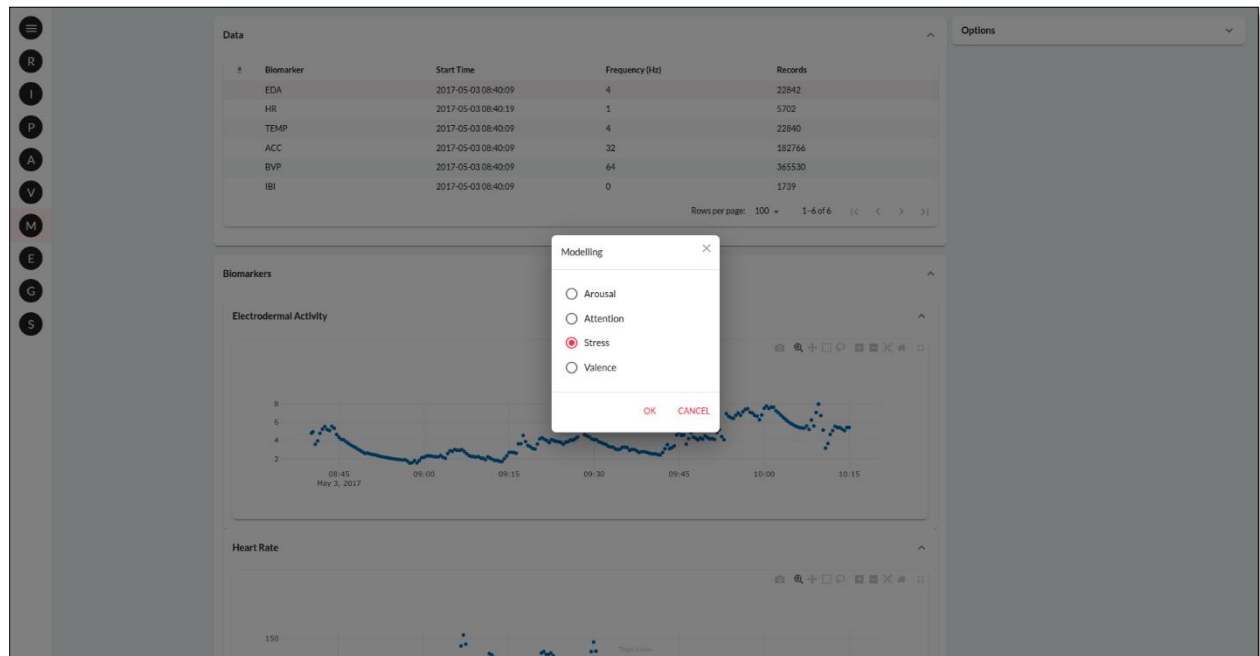 R
I
P
A
V
M
E
G
S
Data
Biomarker Start Time Frequency (Hz) Records
EDA 2017-05-03 08:40:09 4 22842
HR 2017-05-03 08:40:19 1 5702
TEMP 2017-05-03 08:40:09 4 22840
ACC 2017-05-03 08:40:09 32 182766
BVP 2017-05-03 08:40:09 64 365530
IBI 2017-05-03 08:40:09 0 1739
Rows per page: 100 1-6 of 6
Options
Modelling
Arousal
Attention
Stress
Valence
OK CANCEL
Biomarkers
Electrodermal Activity
8
6
4
2
08:45 09:00 09:15 09:30 09:45 10:00 10:15
May 3, 2017
Heart Rate
150